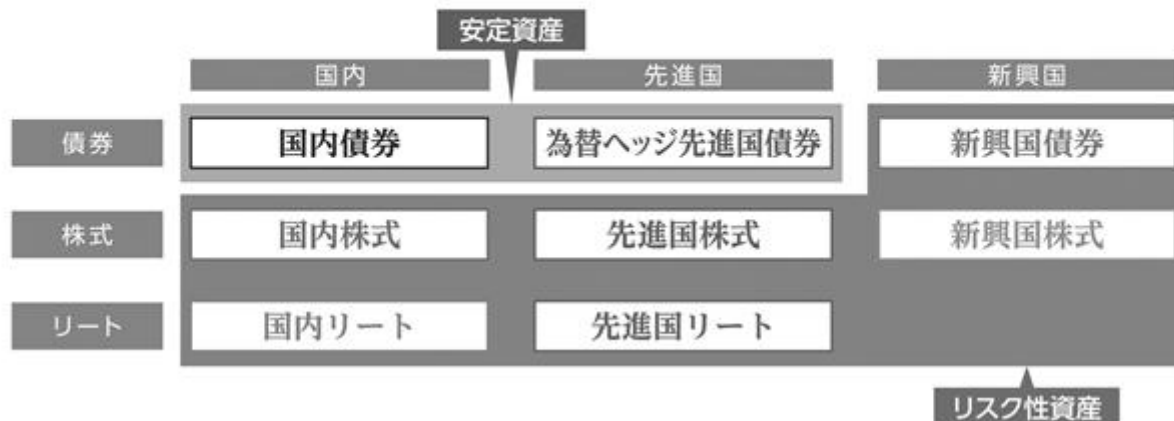 安定資産
国内
先進国
新興国
債券
国内債券
為替ヘッジ先進国債券
新興国債券
株式
国内株式
先進国株式
新興国株式
リート
国内リート
先進国リート
リスク性資産